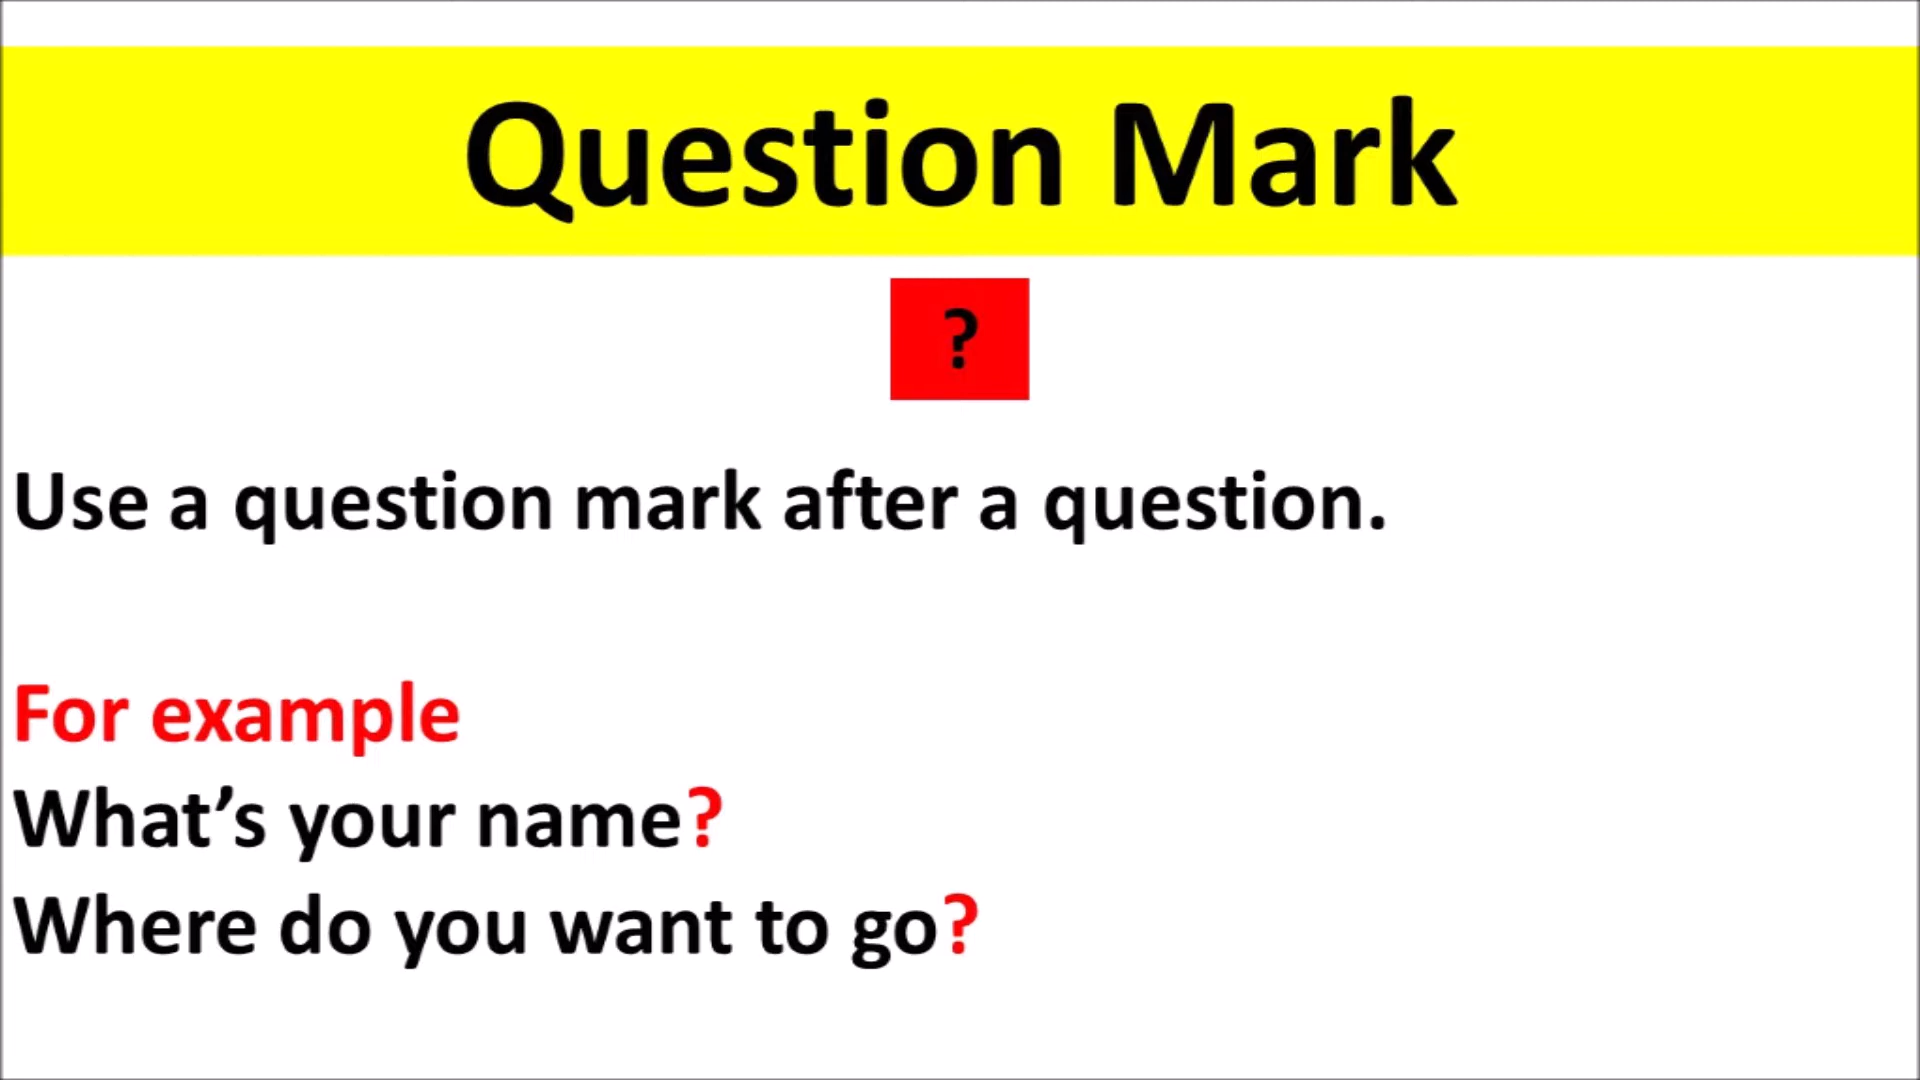 Question Mark
?
Use a question mark after a question.
For example
What’s your name?
Where do you want to go?